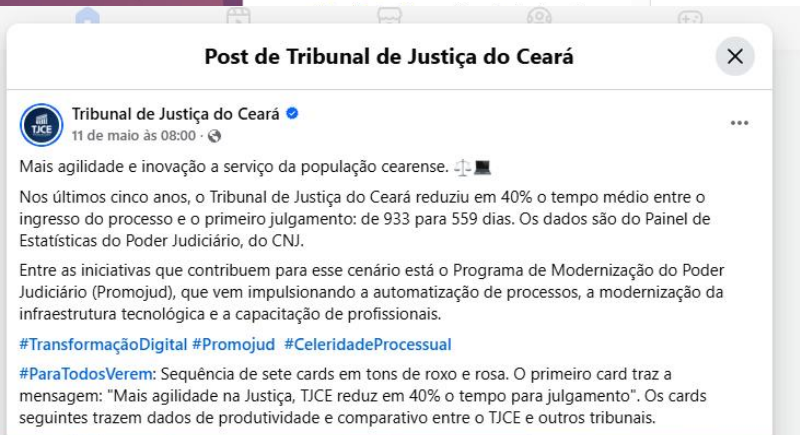 Post de Tribunal de Justiça do Ceará
TJCE
Tribunal de Justiça do Ceará
11 de maio às 08:00 ·
Mais agilidade e inovação a serviço da população cearense. ⚖️💻
Nos últimos cinco anos, o Tribunal de Justiça do Ceará reduziu em 40% o tempo médio entre o
ingresso do processo e o primeiro julgamento: de 933 para 559 dias. Os dados são do Painel de
Estatísticas do Poder Judiciário, do CNJ.
Entre as iniciativas que contribuem para esse cenário está o Programa de Modernização do Poder
Judiciário (Promojud), que vem impulsionando a automatização de processos, a modernização da
infraestrutura tecnológica e a capacitação de profissionais.
#TransformaçãoDigital #Promojud #CeleridadeProcessual
#ParaTodosVerem: Sequência de sete cards em tons de roxo e rosa. O primeiro card traz a
mensagem: "Mais agilidade na Justiça, TJCE reduz em 40% o tempo para julgamento". Os cards
seguintes trazem dados de produtividade e comparativo entre o TJCE e outros tribunais.